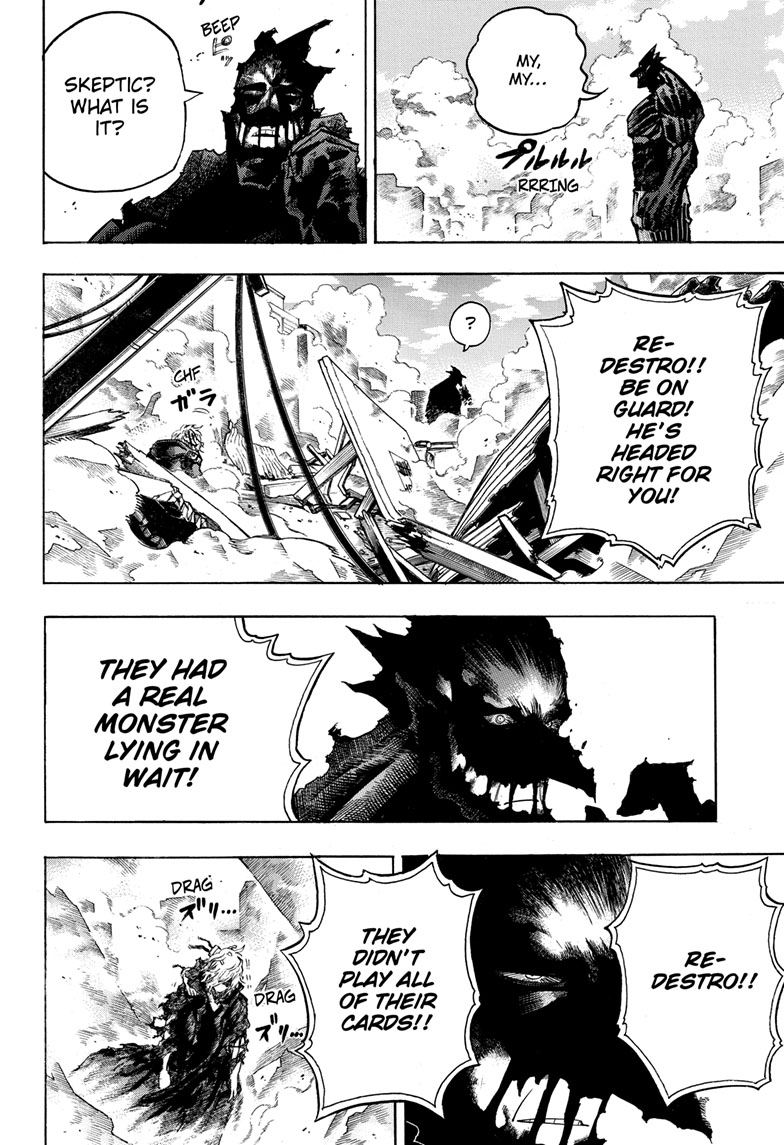 MY,
MY...
プルルル
RRRING
BEEP
ピッ
SKEPTIC?
WHAT IS
IT?
RE-
DESTRO!!
BE ON
GUARD!
HE'S
HEADED
RIGHT FOR
YOU!
?
CHF
ガラ
THEY HAD
A REAL
MONSTER
LYING IN
WAIT!
RE-
DESTRO!!
THEY
DIDN'T
PLAY ALL
OF THEIR
CARDS!!
DRAG
ズリ...
DRAG
ズリ...